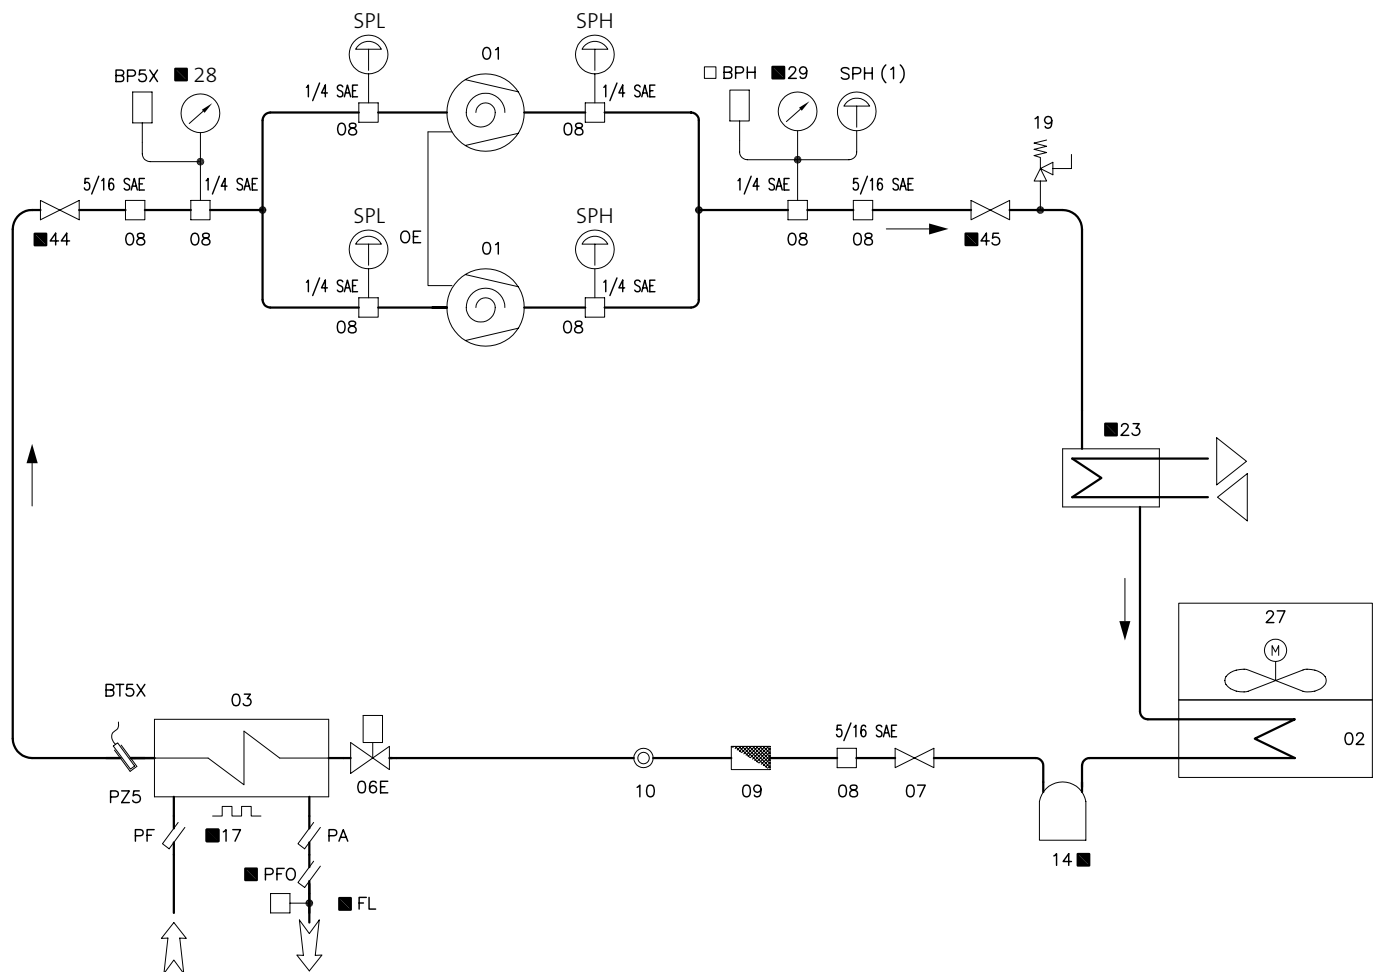 SPL
SPH
01
BP5X ■ 28
□ BPH ■ 29 SPH (1)
1/4 SAE
1/4 SAE
19
08
08
5/16 SAE
1/4 SAE
1/4 SAE
5/16 SAE
SPL
SPH
OE
01
■44
08
08
08
08
■45
1/4 SAE
1/4 SAE
08
08
■23
27
M
BT5X
03
5/16 SAE
02
PZ5
06E
10
09
08
07
PF
■17
PA
14■
■ PFO
■ FL